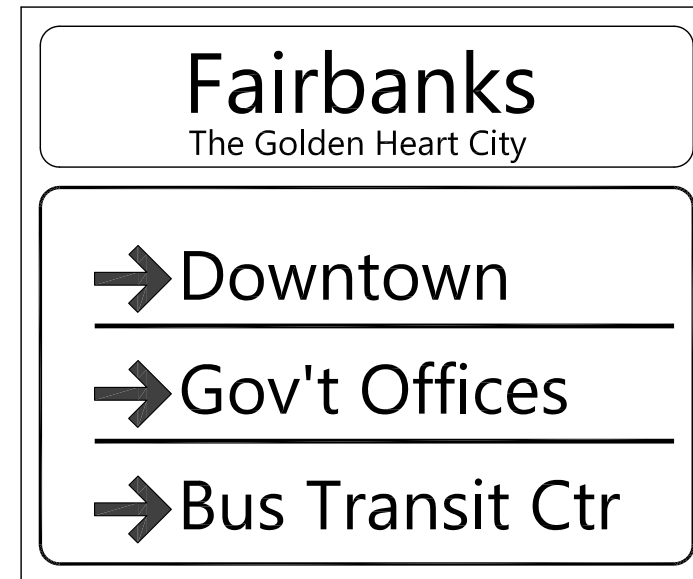 Fairbanks
The Golden Heart City
Downtown
Gov't Offices
Bus Transit Ctr